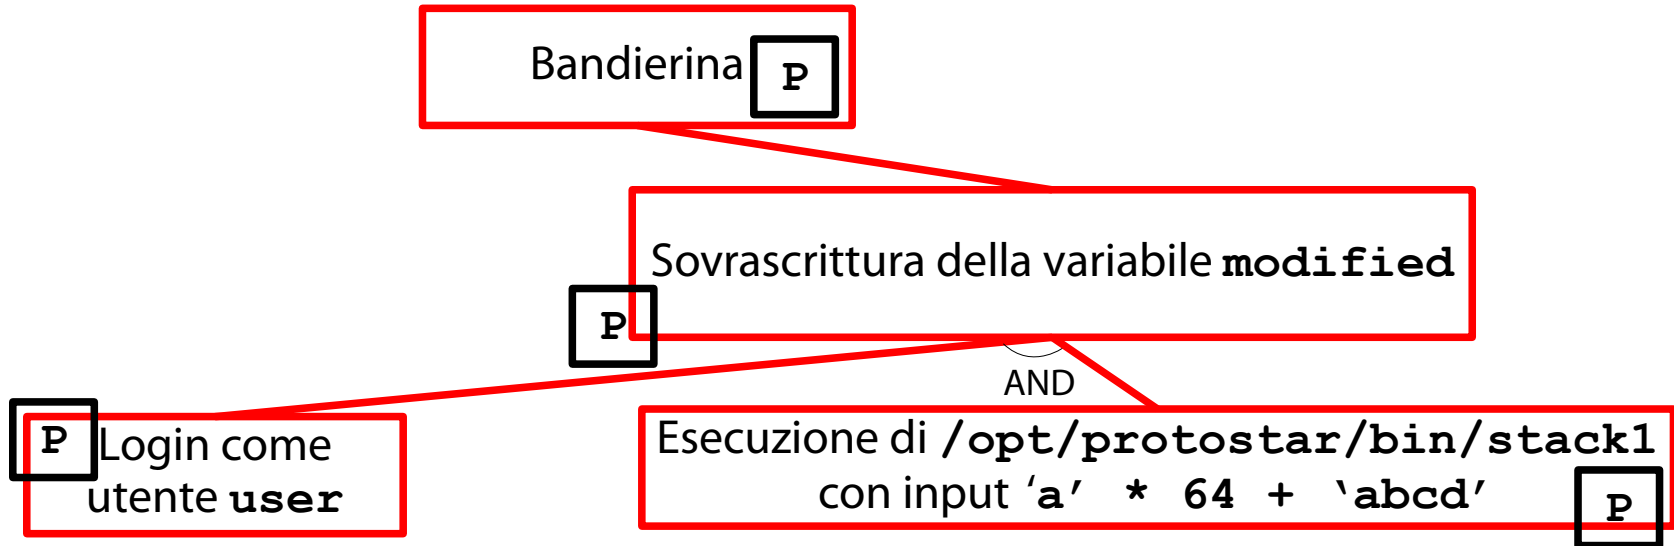 Bandierina P
Sovrascrittura della variabile modified
P
AND
P Login come
utente user
Esecuzione di /opt/protostar/bin/stack1
con input ‘a’ * 64 + ‘abcd’
P